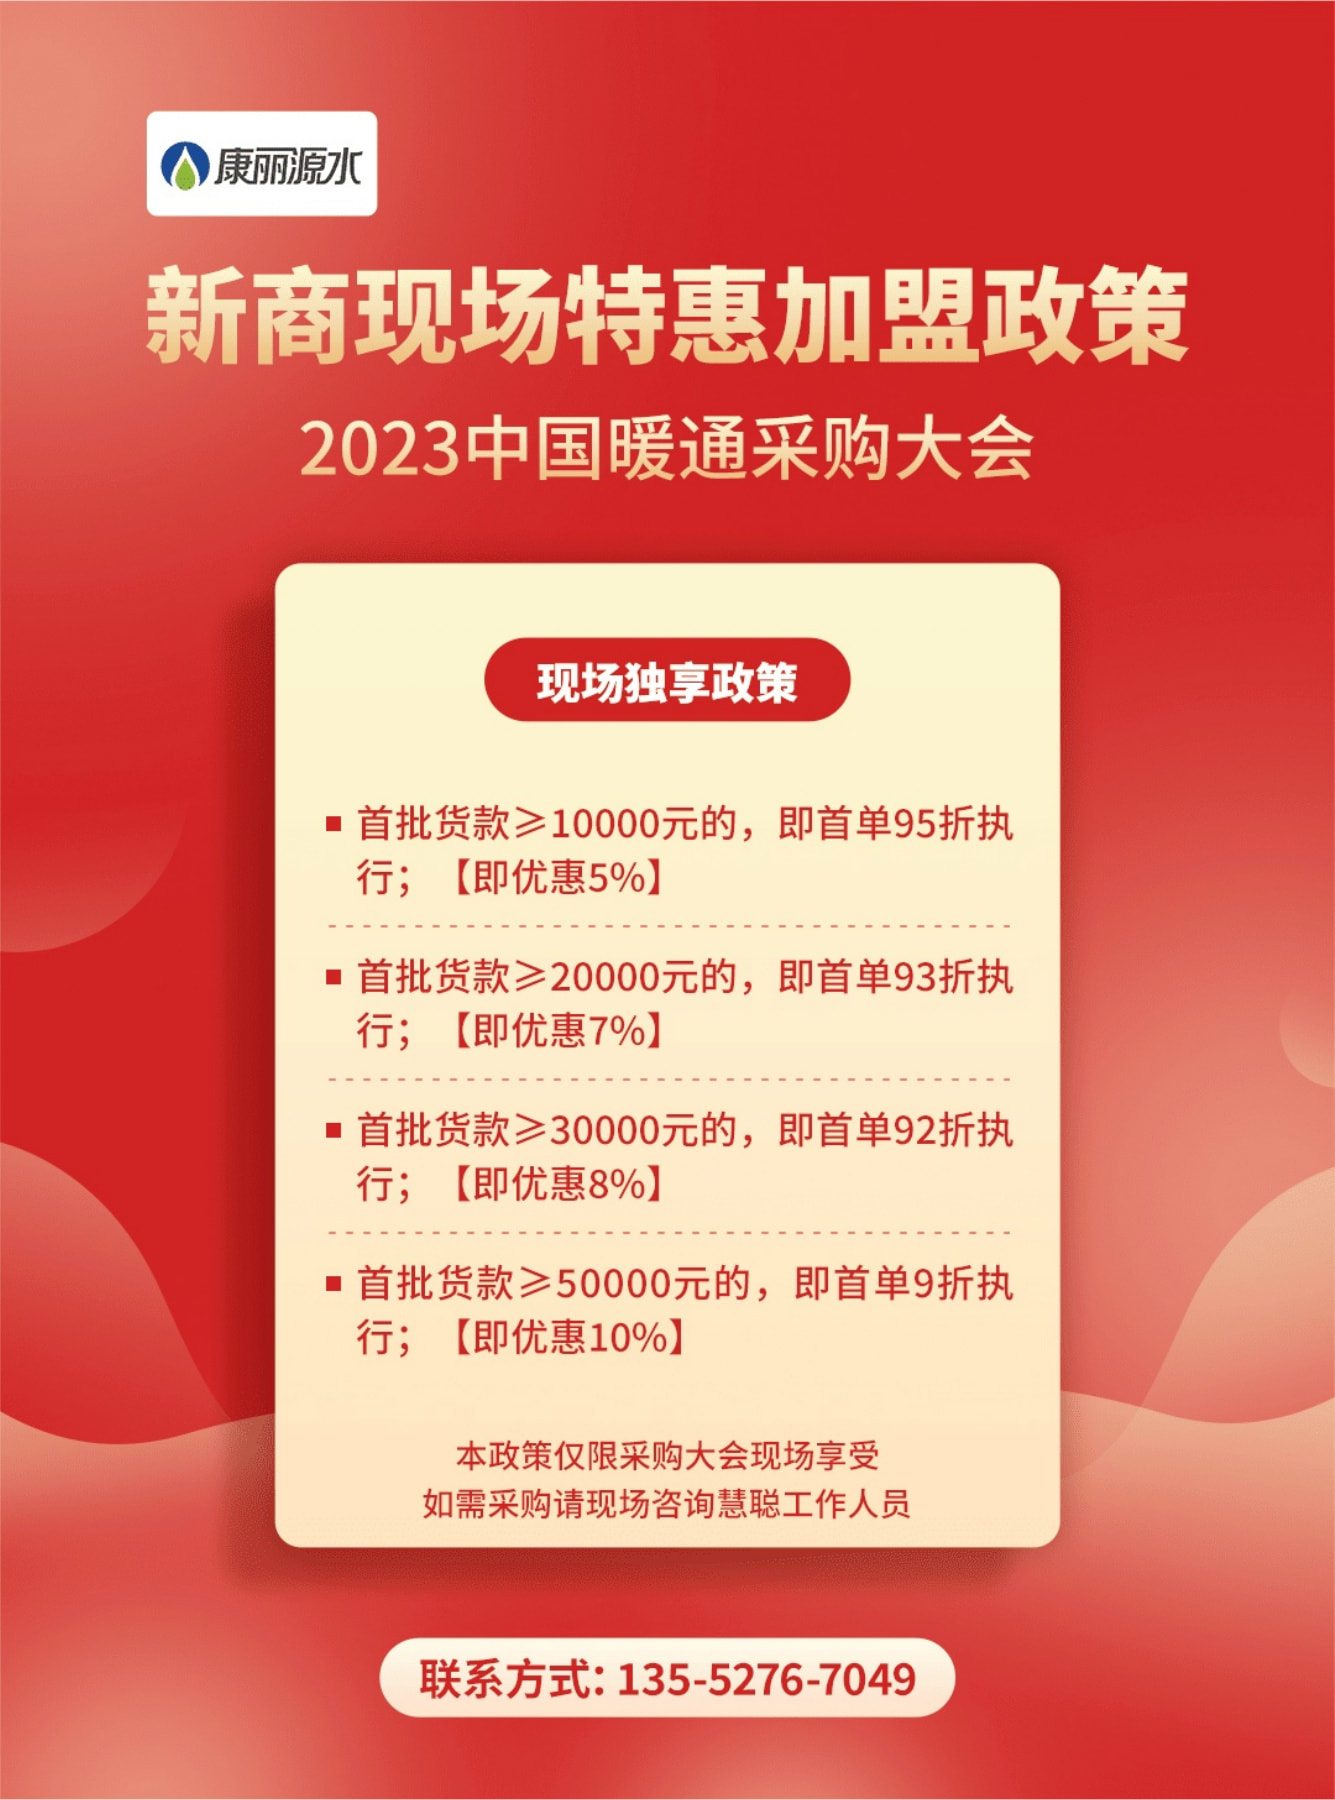 康丽源水
新商现场特惠加盟政策
2023中国暖通采购大会
现场独享政策
▪ 首批货款≥10000元的，即首单95折执
行；【即优惠5%】
▪ 首批货款≥20000元的，即首单93折执
行；【即优惠7%】
▪ 首批货款≥30000元的，即首单92折执
行；【即优惠8%】
▪ 首批货款≥50000元的，即首单9折执
行；【即优惠10%】
本政策仅限采购大会现场享受
如需采购请现场咨询慧聪工作人员
联系方式：135-5276-7049